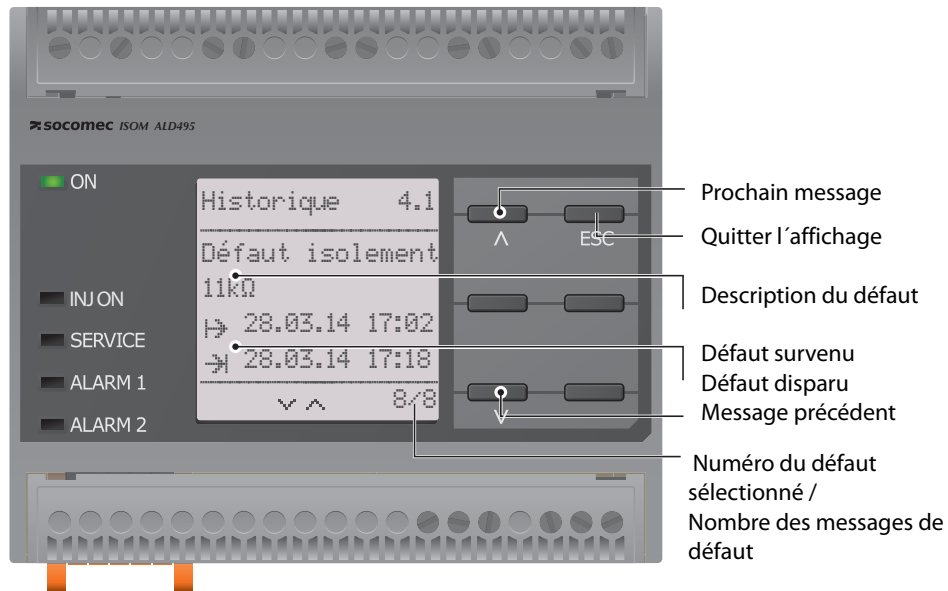 socomec ISOM ALD495
ON
INJ ON
SERVICE
ALARM 1
ALARM 2
Historique 4.1
Défaut isolement
11kΩ
28.03.14 17:02
28.03.14 17:18
8/8
ESC
Prochain message
Quitter l´affichage
Description du défaut
Défaut survenu
Défaut disparu
Message précédent
Numéro du défaut
sélectionné /
Nombre des messages de
défaut